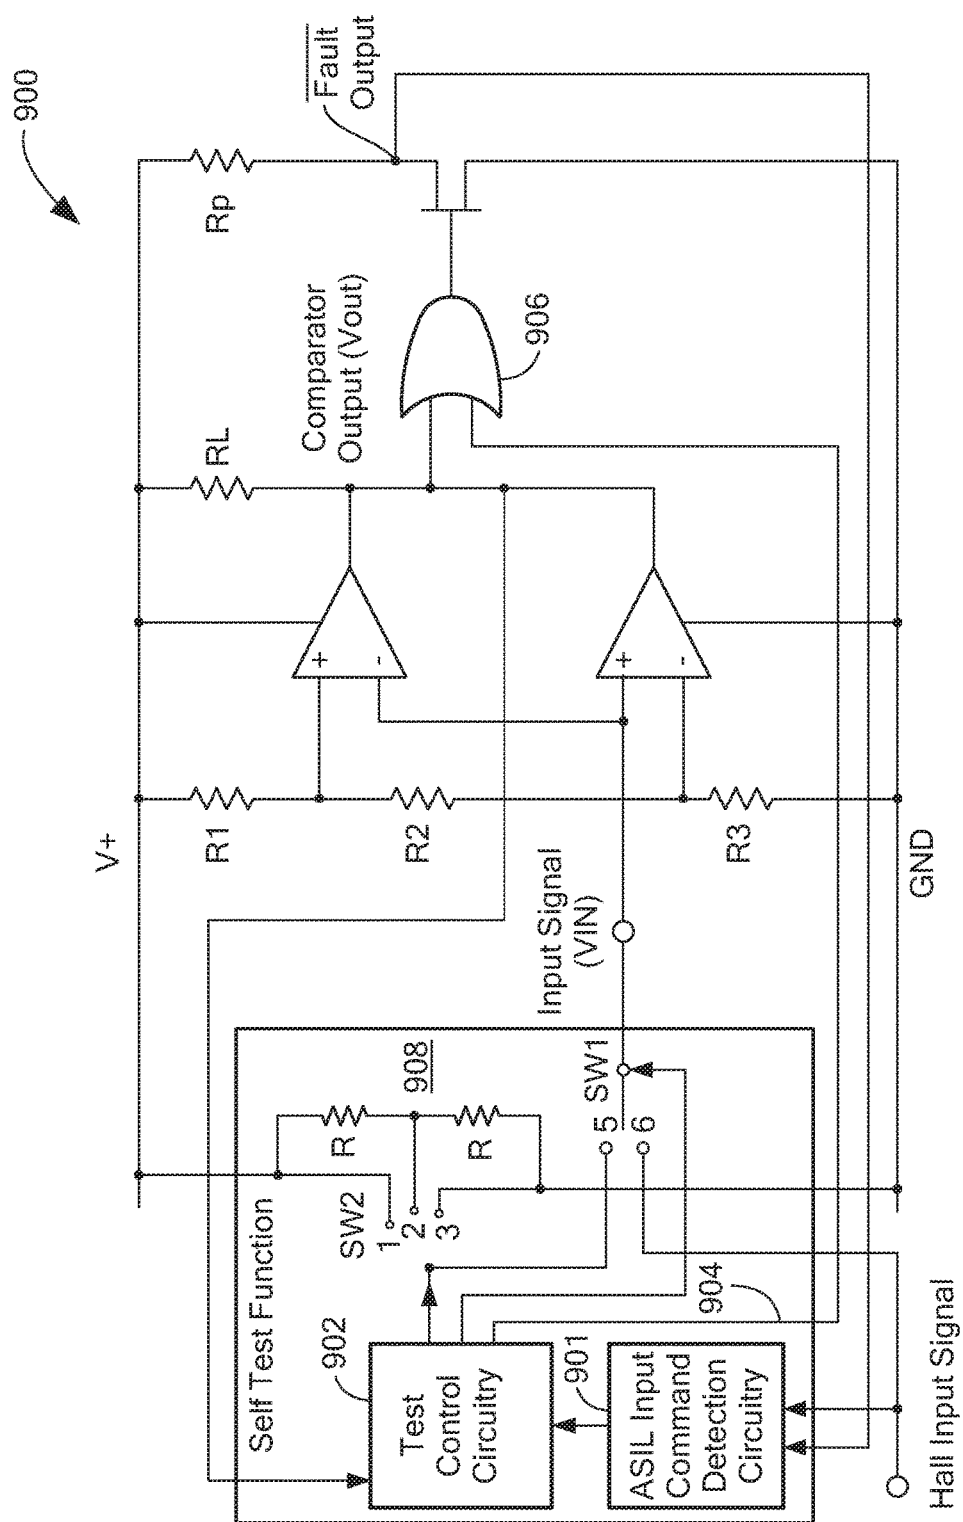 900
V+
Rp
Fault
Output
RL
Comparator
Output (Vout)
906
R1
+
-
R2
+
-
R3
GND
Input Signal
(VIN)
Self Test Function
R
908
R
SW2
1
2
3
SW1
5
6
902
Test
Control
Circuitry
901
904
ASIL Input
Command
Detection
Circuitry
Hall Input Signal